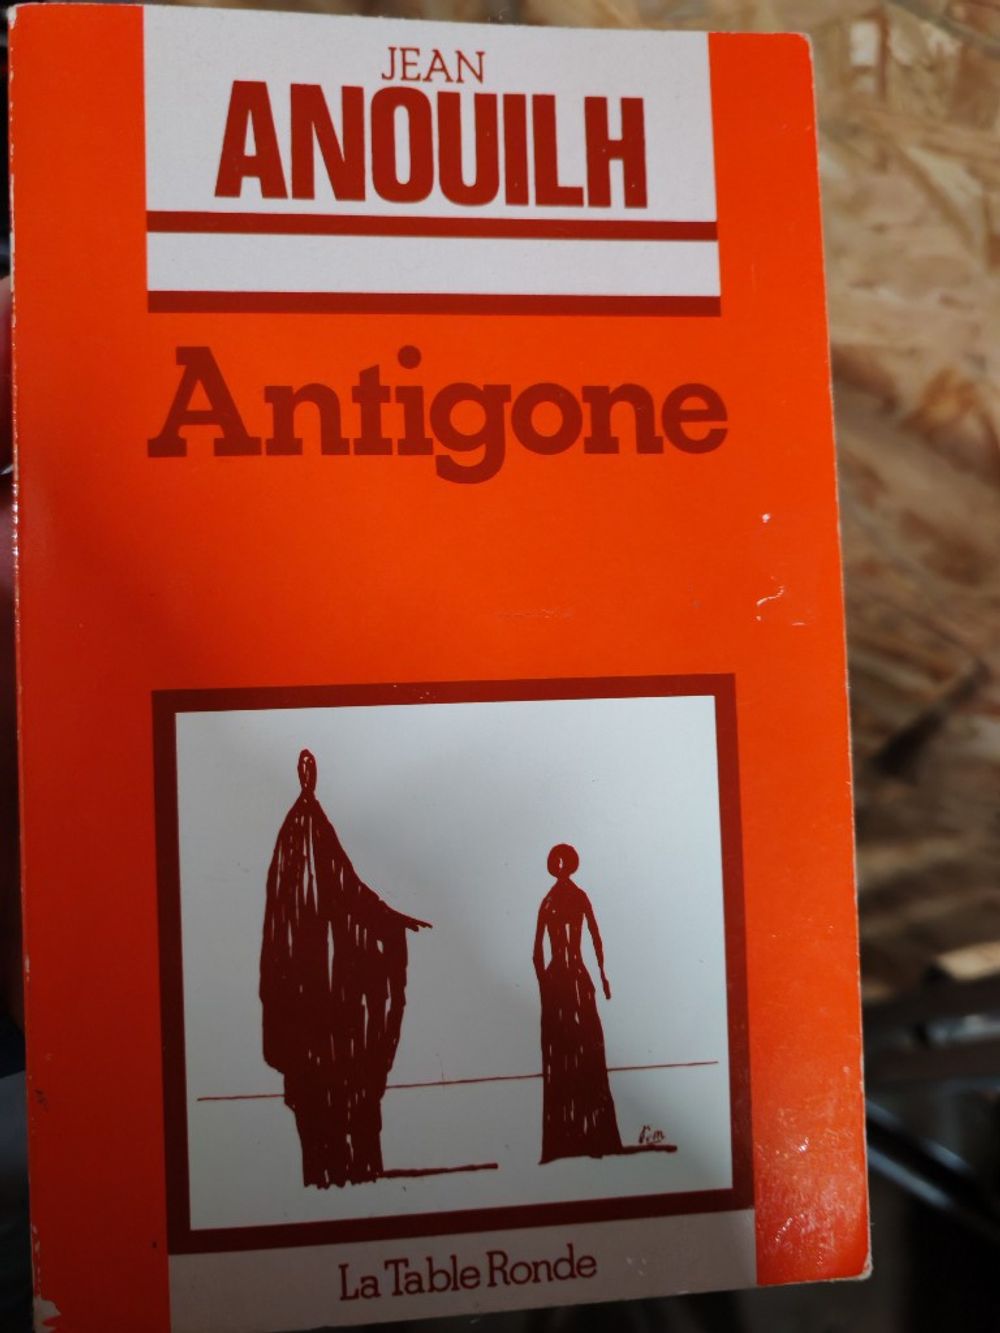 JEAN
ANOUILH
Antigone
La Table Ronde